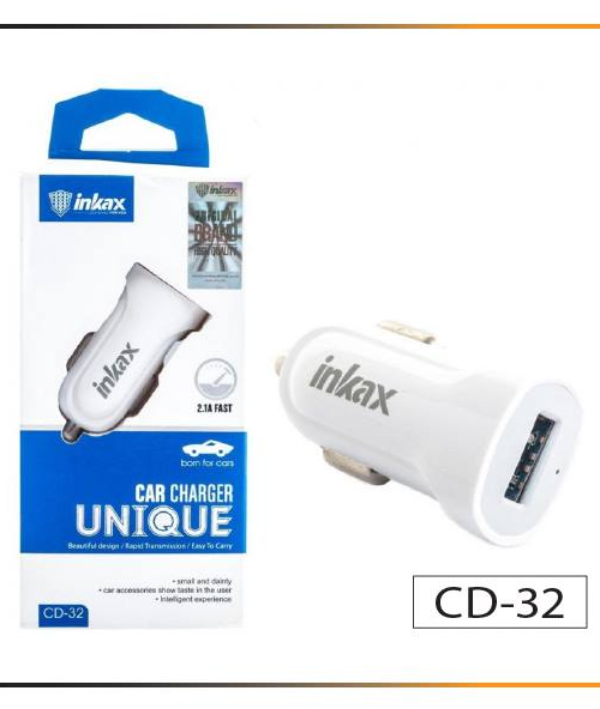 inkax
inkax
ORIGINAL
BRAND
HIGH QUALITY
inkax
2.1A FAST
born for cars
CAR CHARGER
UNIQUE
Beautiful design / Rapid Transmission / Easy To Carry
• small and dainty
• car accessories show taste in the user
• Intelligent experience
CD-32
inkax
CD-32